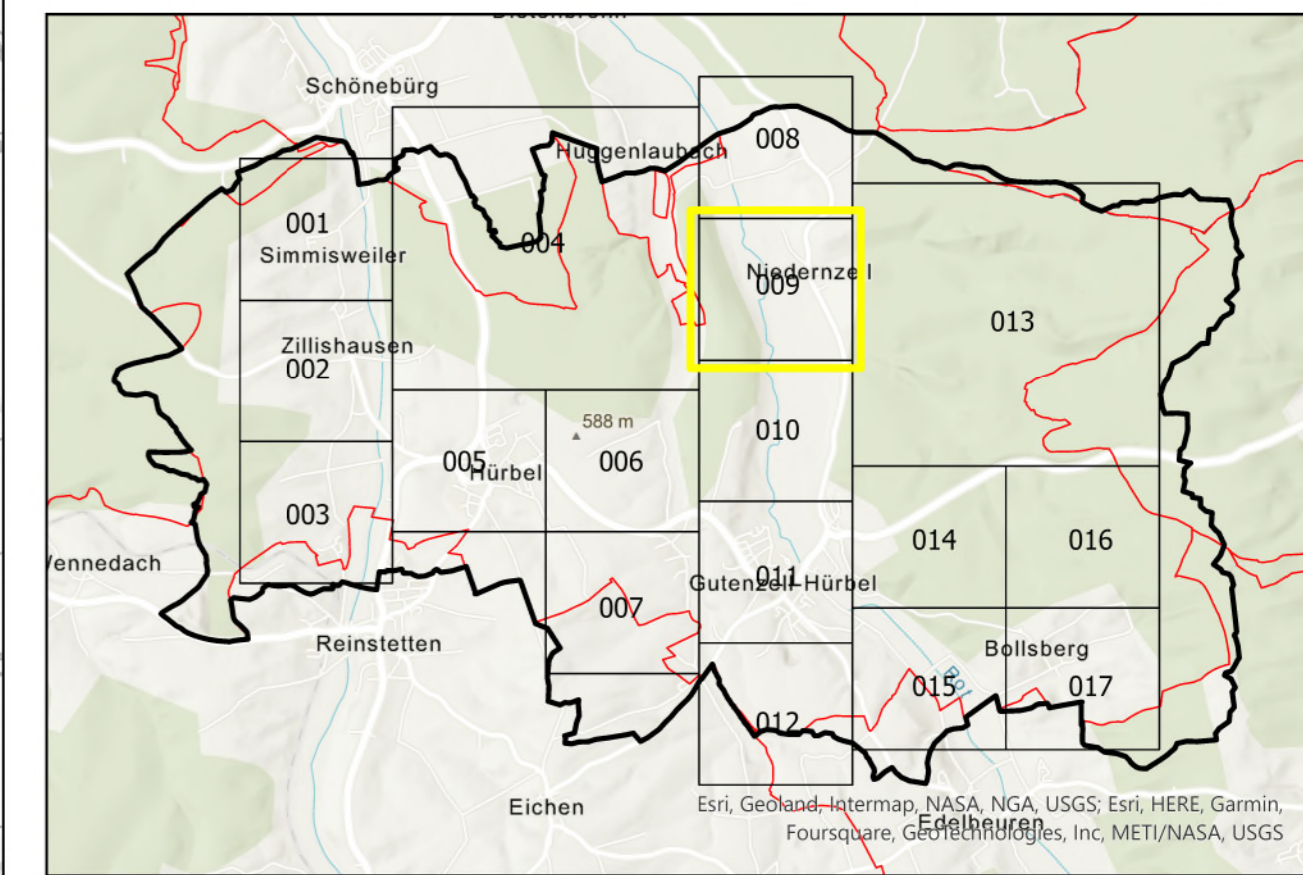 Schönebürg
Huggenlaubach
008
001
Simmisweiler
004
Niedernzell
009
013
Zillishausen
002
588 m
010
005
Hürbel
006
003
014
016
Wennedach
011
Gutenzell-Hürbel
007
Reinstetten
Bollsberg
Rot
015
017
012
Eichen
Esri, Geoland, Intermap, NASA, NGA, USGS; Esri, HERE, Garmin,
Edelbeuren
Foursquare, GeoTechnologies, Inc, METI/NASA, USGS